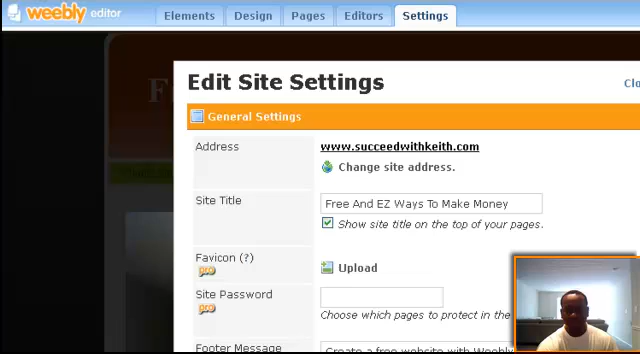 weebly editor Elements Design Pages Editors Settings
Edit Site Settings
General Settings
Address www.succeedwithkeith.com
Change site address.
Site Title Free And EZ Ways To Make Money
Show site title on the top of your pages.
Favicon (?) Upload
pro
Site Password
pro
Choose which pages to protect in the
Footer Message Create a free website with Weebly